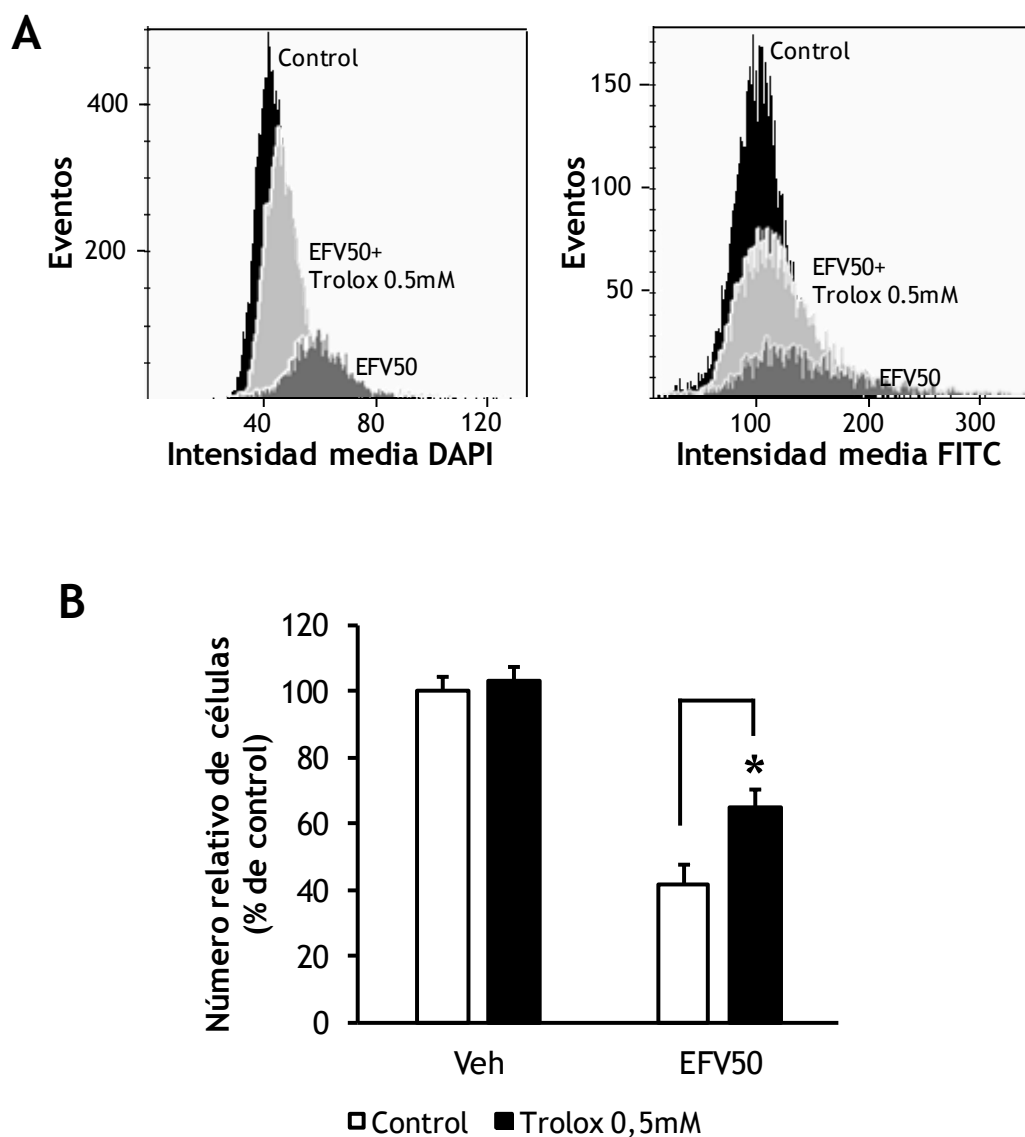 A
Eventos
400
200
Control
EFV50+
Trolox 0.5mM
EFV50
40
80
120
Intensidad media DAPI
Eventos
150
100
50
Control
EFV50+
Trolox 0.5mM
EFV50
100
200
300
Intensidad media FITC
B
Número relativo de células
(% de control)
120
100
80
60
40
20
0
*
Veh
EFV50
Control
Trolox 0,5mM